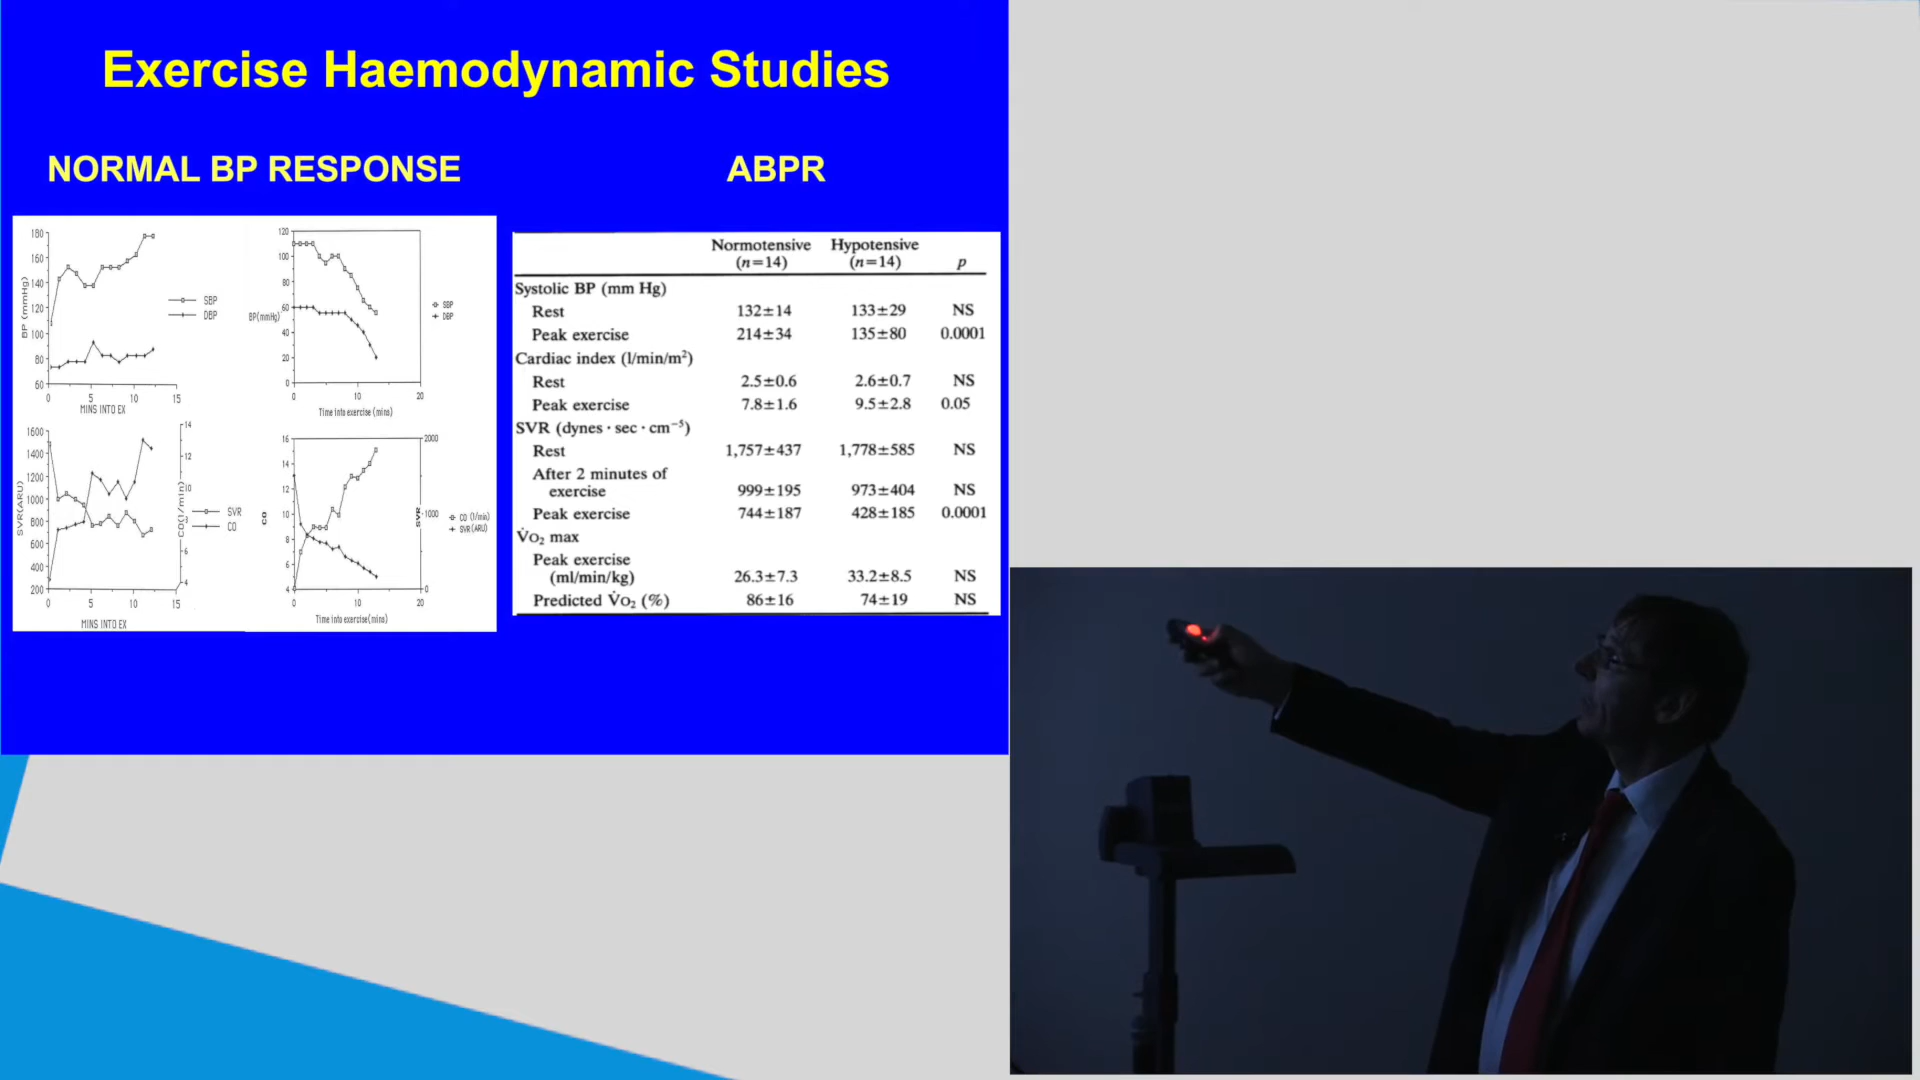 Exercise Haemodynamic Studies
NORMAL BP RESPONSE
ABPR
180
160
140
120
100
80
60
BP (mmHg)
SBP
DBP
0 5 10 15
MINS INTO EX
120
100
80
60
40
20
0
BP(mmHg)
SBP
DBP
0 10 20
Time into exercise (mins)
1600
1400
1200
1000
800
600
400
200
SVR(ARU)
14
13
12
11
10
9
8
7
6
5
4
CO(l/min)
SVR
CO
0 5 10 15
MINS INTO EX
16
14
12
10
8
6
4
CO
2000
1000
0
SVR
CO (l/min)
SVR(ARU)
0 10 20
Time into exercise(mins)
Normotensive Hypotensive
(n=14) (n=14) p
Systolic BP (mm Hg)
Rest 132±14 133±29 NS
Peak exercise 214±34 135±80 0.0001
Cardiac index (l/min/m²)
Rest 2.5±0.6 2.6±0.7 NS
Peak exercise 7.8±1.6 9.5±2.8 0.05
SVR (dynes · sec · cm⁻⁵)
Rest 1,757±437 1,778±585 NS
After 2 minutes of
exercise 999±195 973±404 NS
Peak exercise 744±187 428±185 0.0001
V̇O₂ max
Peak exercise
(ml/min/kg) 26.3±7.3 33.2±8.5 NS
Predicted V̇O₂ (%) 86±16 74±19 NS